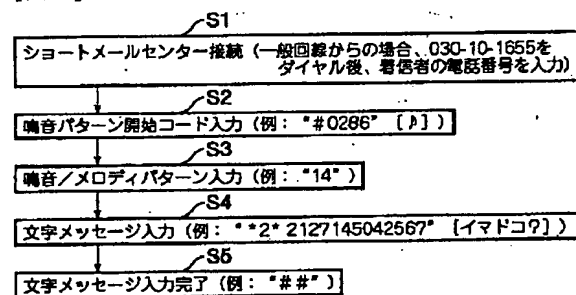 S1
ショートメールセンター接続 (一般回線からの場合、030-10-1655を
ダイヤル後、着信者の電話番号を入力)
S2
鳴音パターン開始コード入力 (例： "#0286" [♪] )
S3
鳴音／メロディパターン入力 (例： "14" )
S4
文字メッセージ入力 (例： "*2*2127145042567" [イマドコ?] )
S5
文字メッセージ入力完了 (例： "##" )